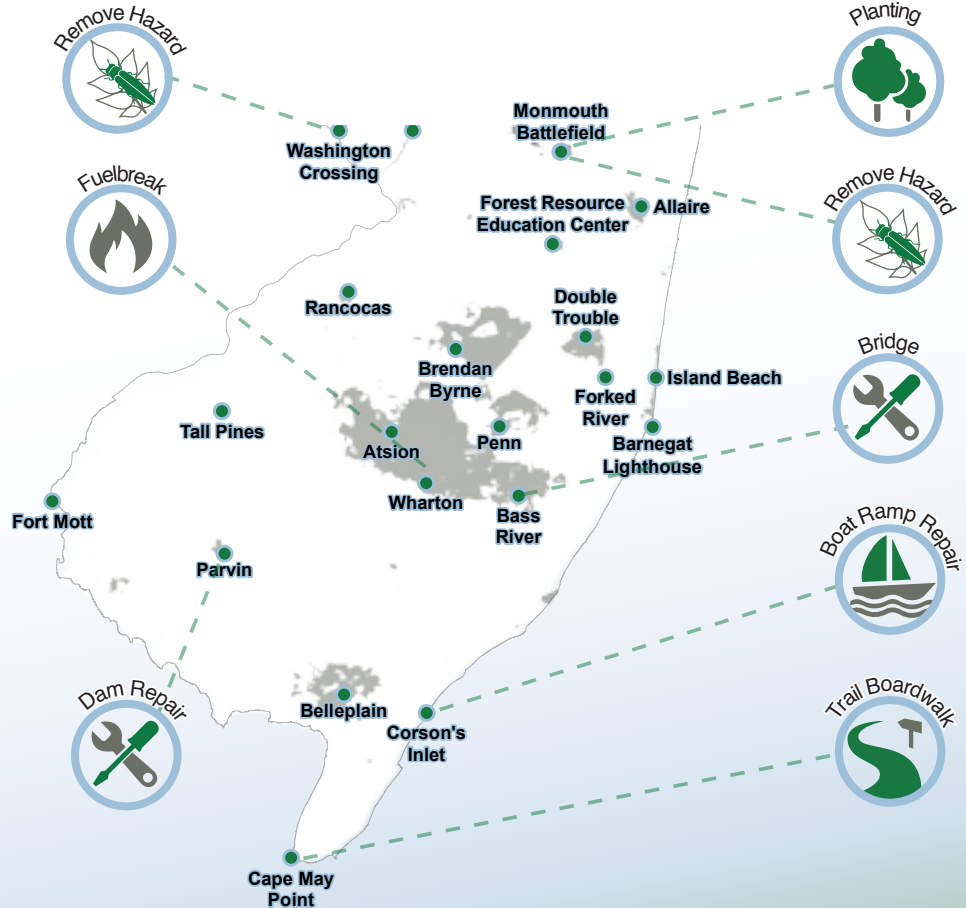 Remove Hazard
Planting
Monmouth
Battlefield
Washington
Crossing
Fuelbreak
Remove Hazard
Forest Resource
Education Center
Allaire
Rancocas
Double
Trouble
Bridge
Brendan
Byrne
Island Beach
Forked
River
Tall Pines
Atsion
Penn
Barnegat
Lighthouse
Wharton
Bass
River
Fort Mott
Boat Ramp Repair
Parvin
Dam Repair
Belleplain
Trail Boardwalk
Corson's
Inlet
Cape May
Point